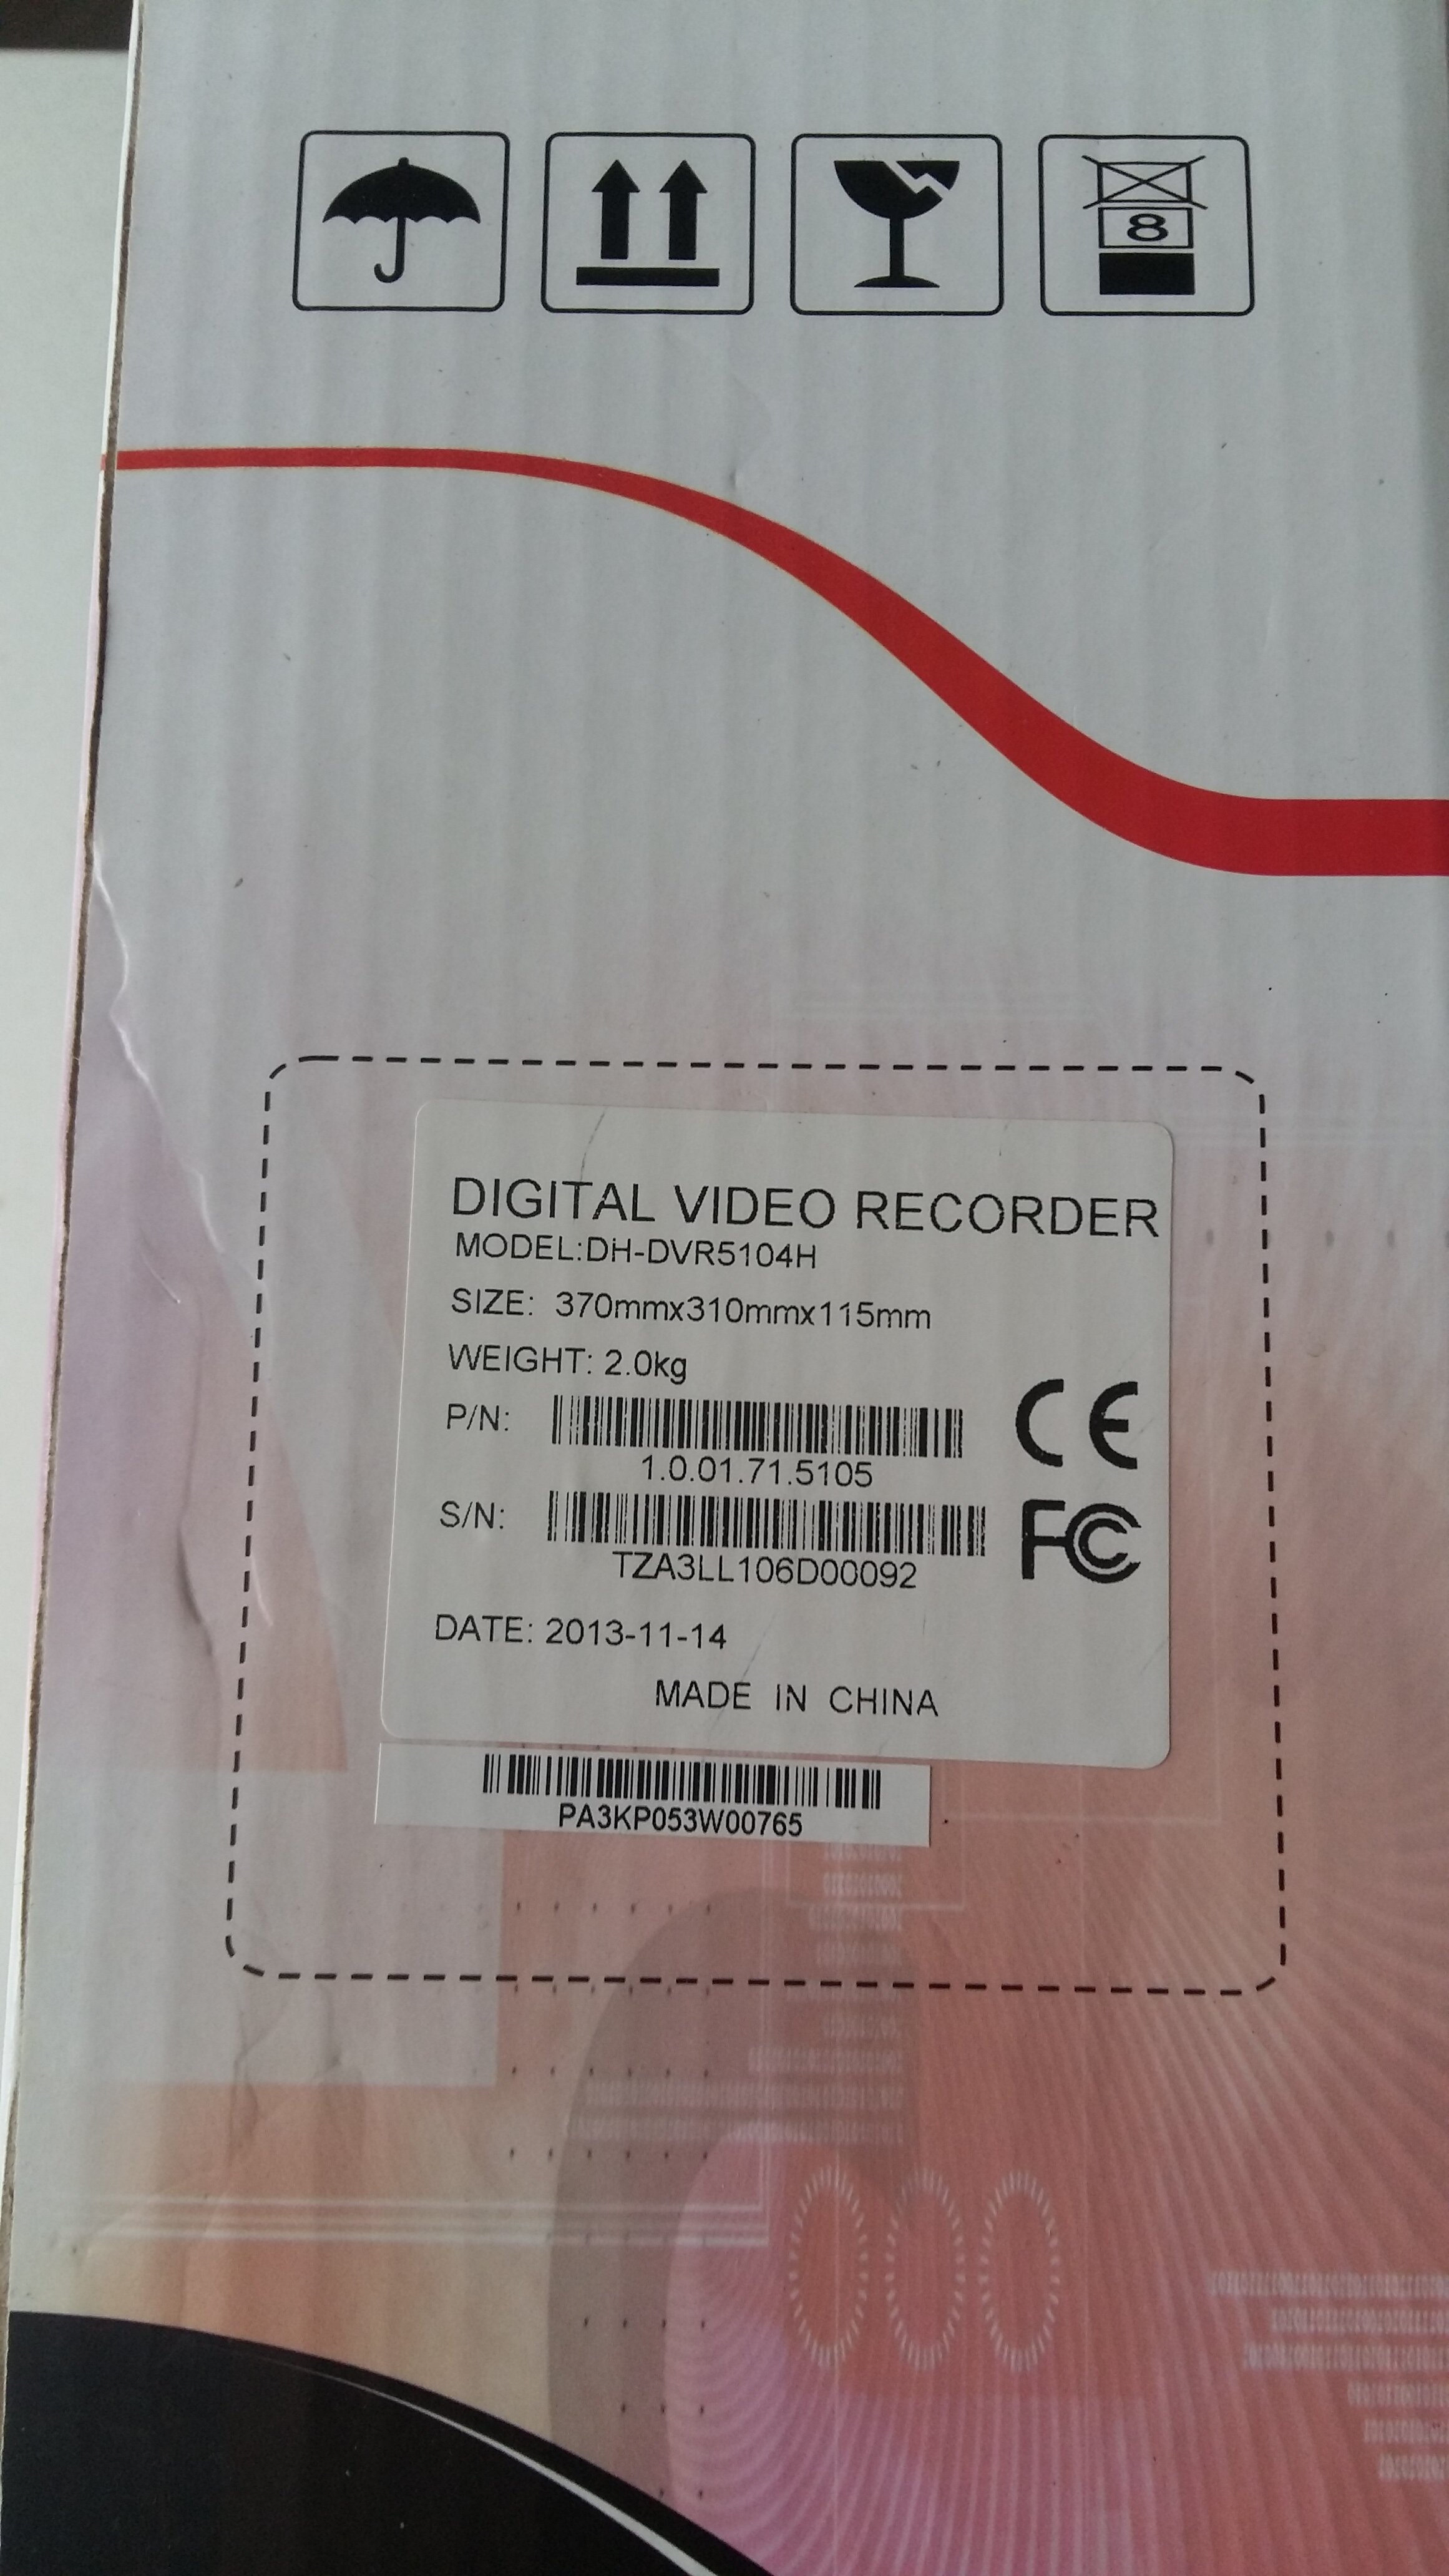 8
DIGITAL VIDEO RECORDER
MODEL:DH-DVR5104H
SIZE: 370mmx310mmx115mm
WEIGHT: 2.0kg
P/N:
1.0.01.71.5105
CE
S/N:
TZA3LL106D00092
FC
DATE: 2013-11-14
MADE IN CHINA
PA3KP053W00765
000